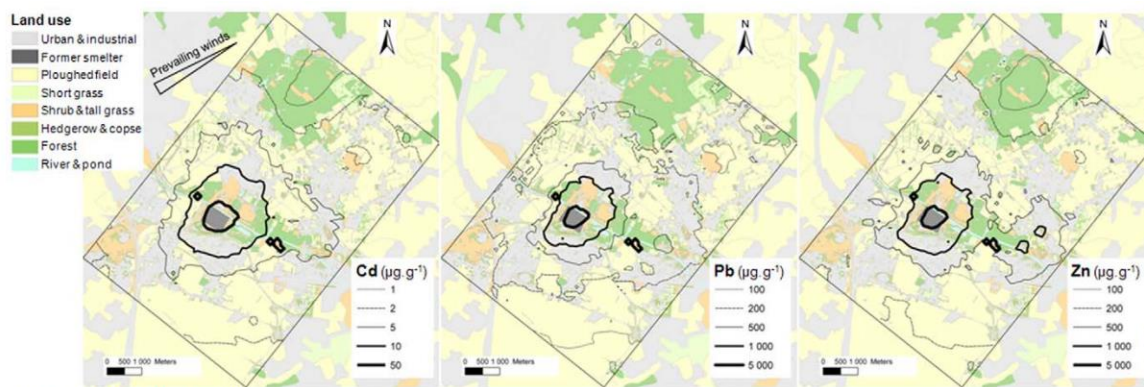 Land use
Urban & industrial
Former smelter
Ploughed field
Short grass
Shrub & tall grass
Hedgerow & copse
Forest
River & pond
Prevailing winds
N
Cd (µg.g-1)
1
2
5
10
50
0 500 1 000 Meters
N
Pb (µg.g-1)
100
200
500
1 000
5 000
0 500 1 000 Meters
N
Zn (µg.g-1)
100
200
500
1 000
5 000
0 500 1 000 Meters